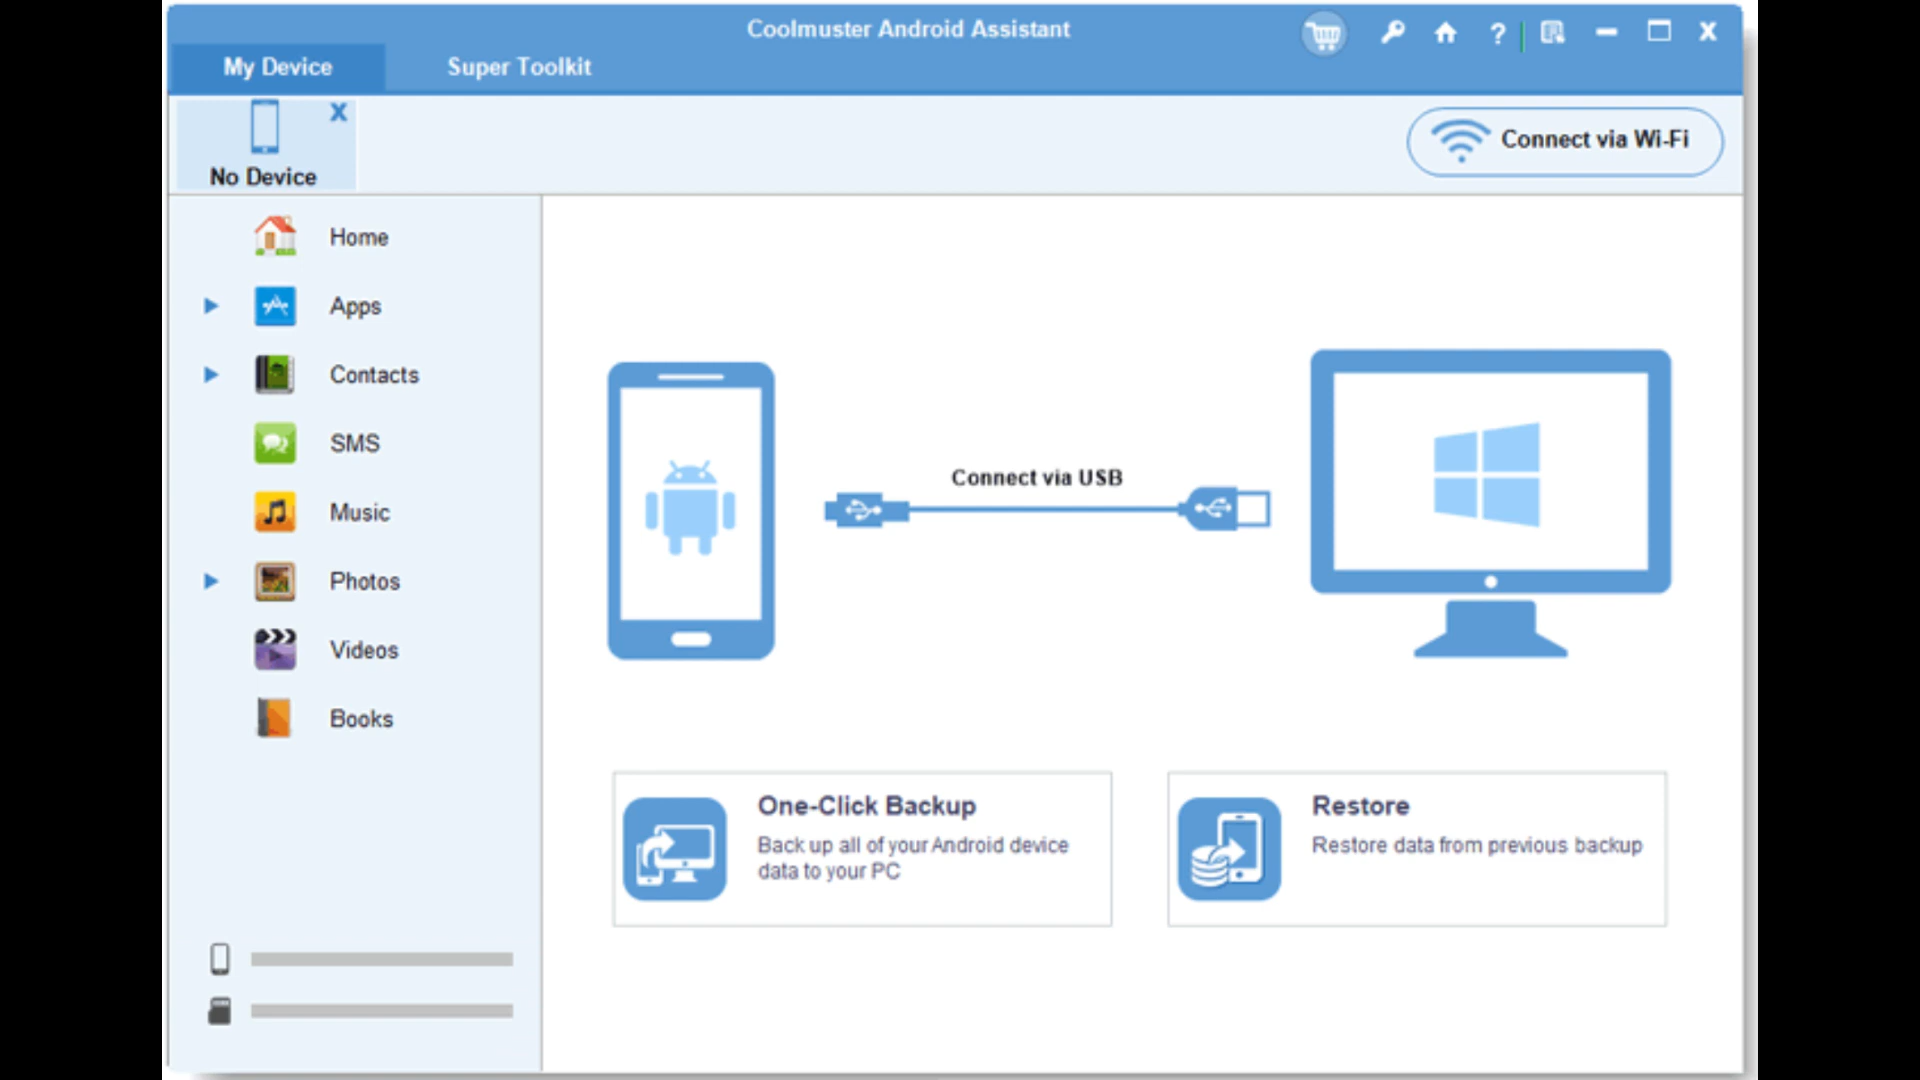 Coolmuster Android Assistant
?
X
My Device
Super Toolkit
X
No Device
Connect via Wi-Fi
Home
Apps
Contacts
SMS
Music
Photos
Videos
Books
Connect via USB
One-Click Backup
Back up all of your Android device
data to your PC
Restore
Restore data from previous backup